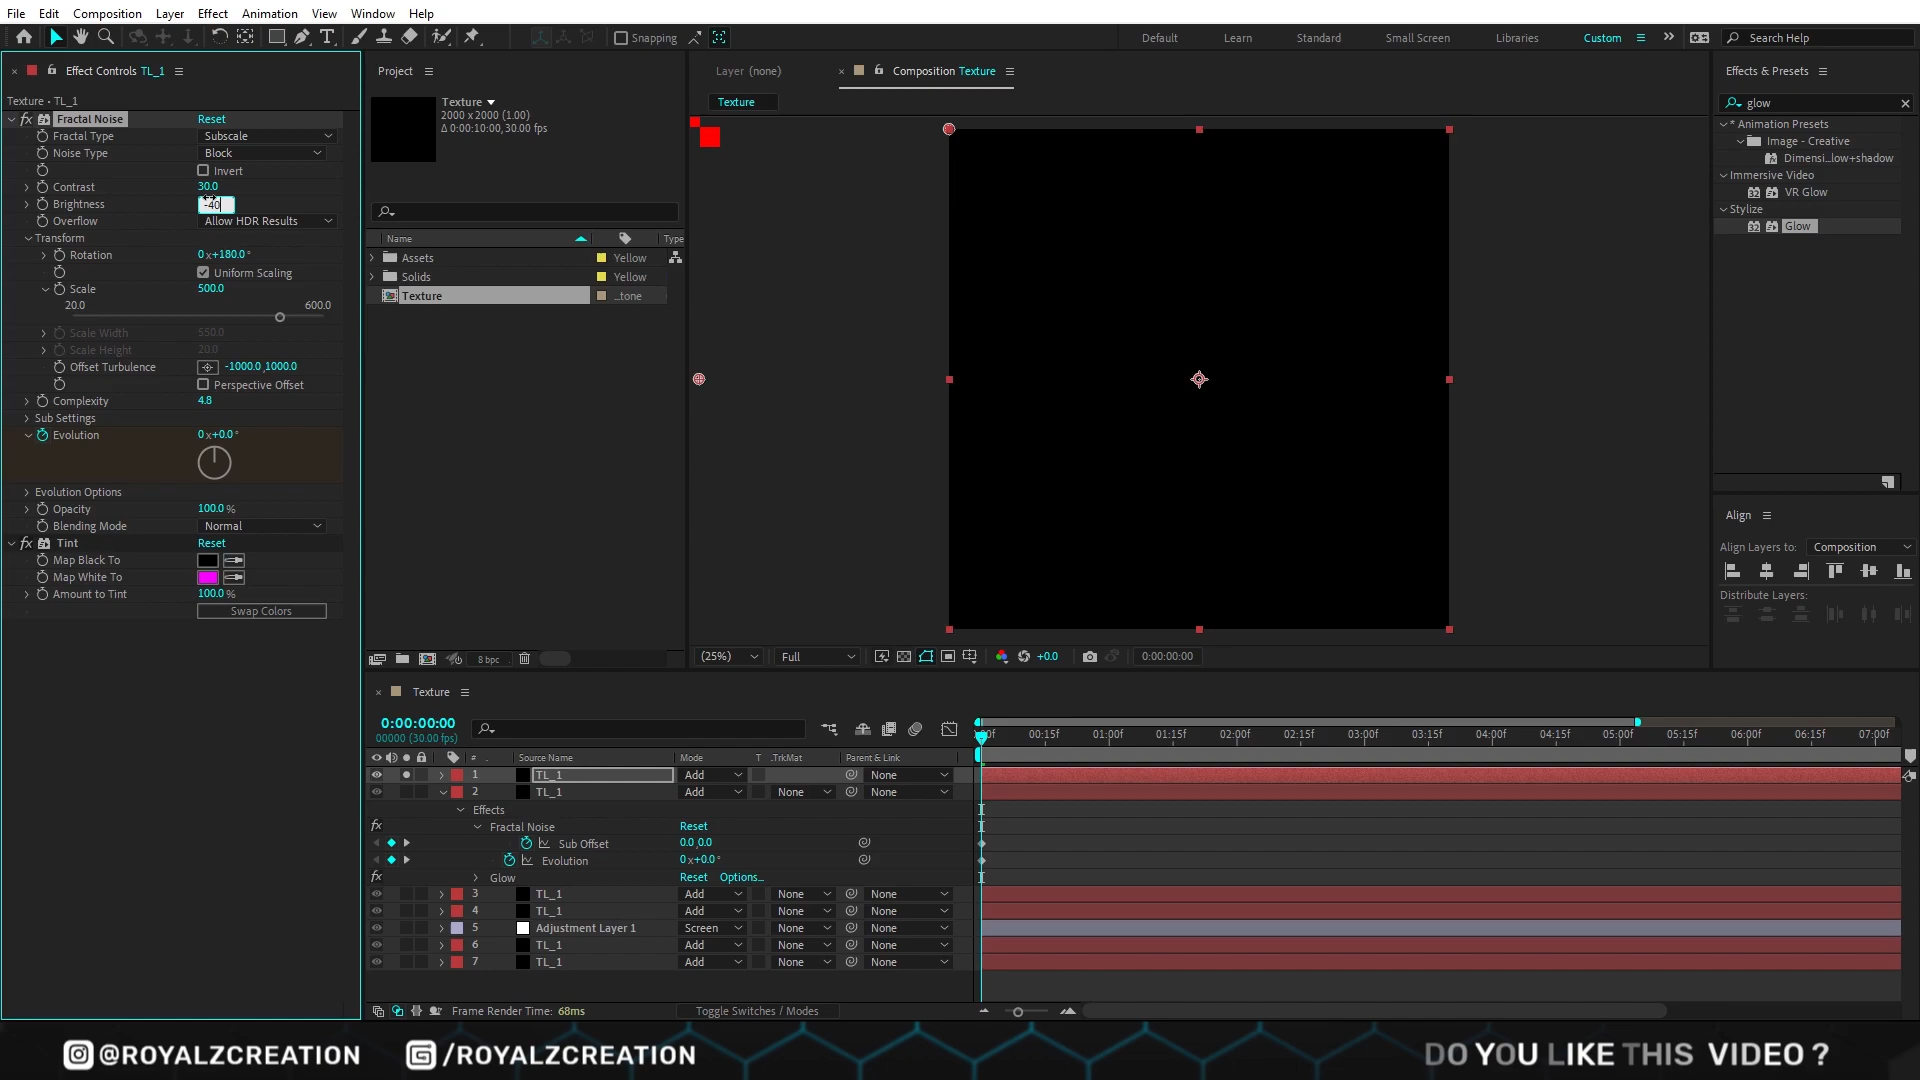 File Edit Composition Layer Effect Animation View Window Help
Snapping
Default Learn Standard Small Screen Libraries Custom Search Help
Effect Controls TL_1
Texture • TL_1
Fractal Noise Reset
Fractal Type Subscale
Noise Type Block
Invert
Contrast 30.0
Brightness -40
Overflow Allow HDR Results
Transform
Rotation 0 x+180.0°
Uniform Scaling
Scale 500.0
20.0 600.0
Scale Width 550.0
Scale Height 20.0
Offset Turbulence -1000.0,1000.0
Perspective Offset
Complexity 4.8
Sub Settings
Evolution 0 x+0.0°
Evolution Options
Opacity 100.0 %
Blending Mode Normal
Tint Reset
Map Black To
Map White To
Amount to Tint 100.0 %
Swap Colors
Project
Texture
2000 x 2000 (1.00)
Δ 0:00:10:00, 30.00 fps
Name Type
Assets Yellow
Solids Yellow
Texture ...tone
8 bpc
Layer (none)
Composition Texture
Texture
(25%) Full +0.0 0:00:00:00
Effects & Presets
glow
* Animation Presets
Image - Creative
Dimensi...low+shadow
Immersive Video
32 VR Glow
Stylize
32 Glow
Align
Align Layers to: Composition
Distribute Layers:
Texture
0:00:00:00
00000 (30.00 fps)
:00f 00:15f 01:00f 01:15f 02:00f 02:15f 03:00f 03:15f 04:00f 04:15f 05:00f 05:15f 06:00f 06:15f 07:00f
# . Source Name Mode T .TrkMat Parent & Link
1 TL_1 Add None
2 TL_1 Add None None
Effects
fx Fractal Noise Reset
Sub Offset 0.0,0.0
Evolution 0 x+0.0°
fx Glow Reset Options...
3 TL_1 Add None None
4 TL_1 Add None None
5 Adjustment Layer 1 Screen None None
6 TL_1 Add None None
7 TL_1 Add None None
Frame Render Time: 68ms Toggle Switches / Modes
@ROYALZCREATION /ROYALZCREATION DO YOU LIKE THIS VIDEO ?